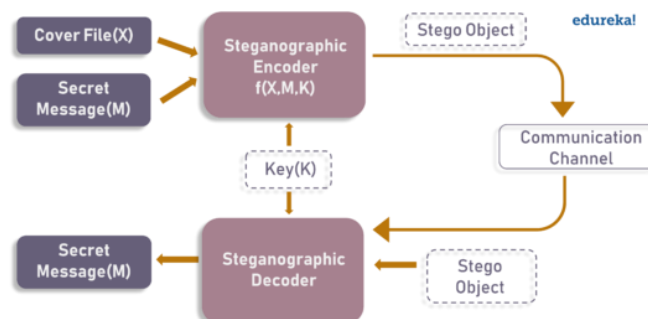 Cover File(X)
Secret
Message(M)
Steganographic
Encoder
f(X,M,K)
Stego Object
edureka!
Communication
Channel
Key(K)
Secret
Message(M)
Steganographic
Decoder
Stego
Object